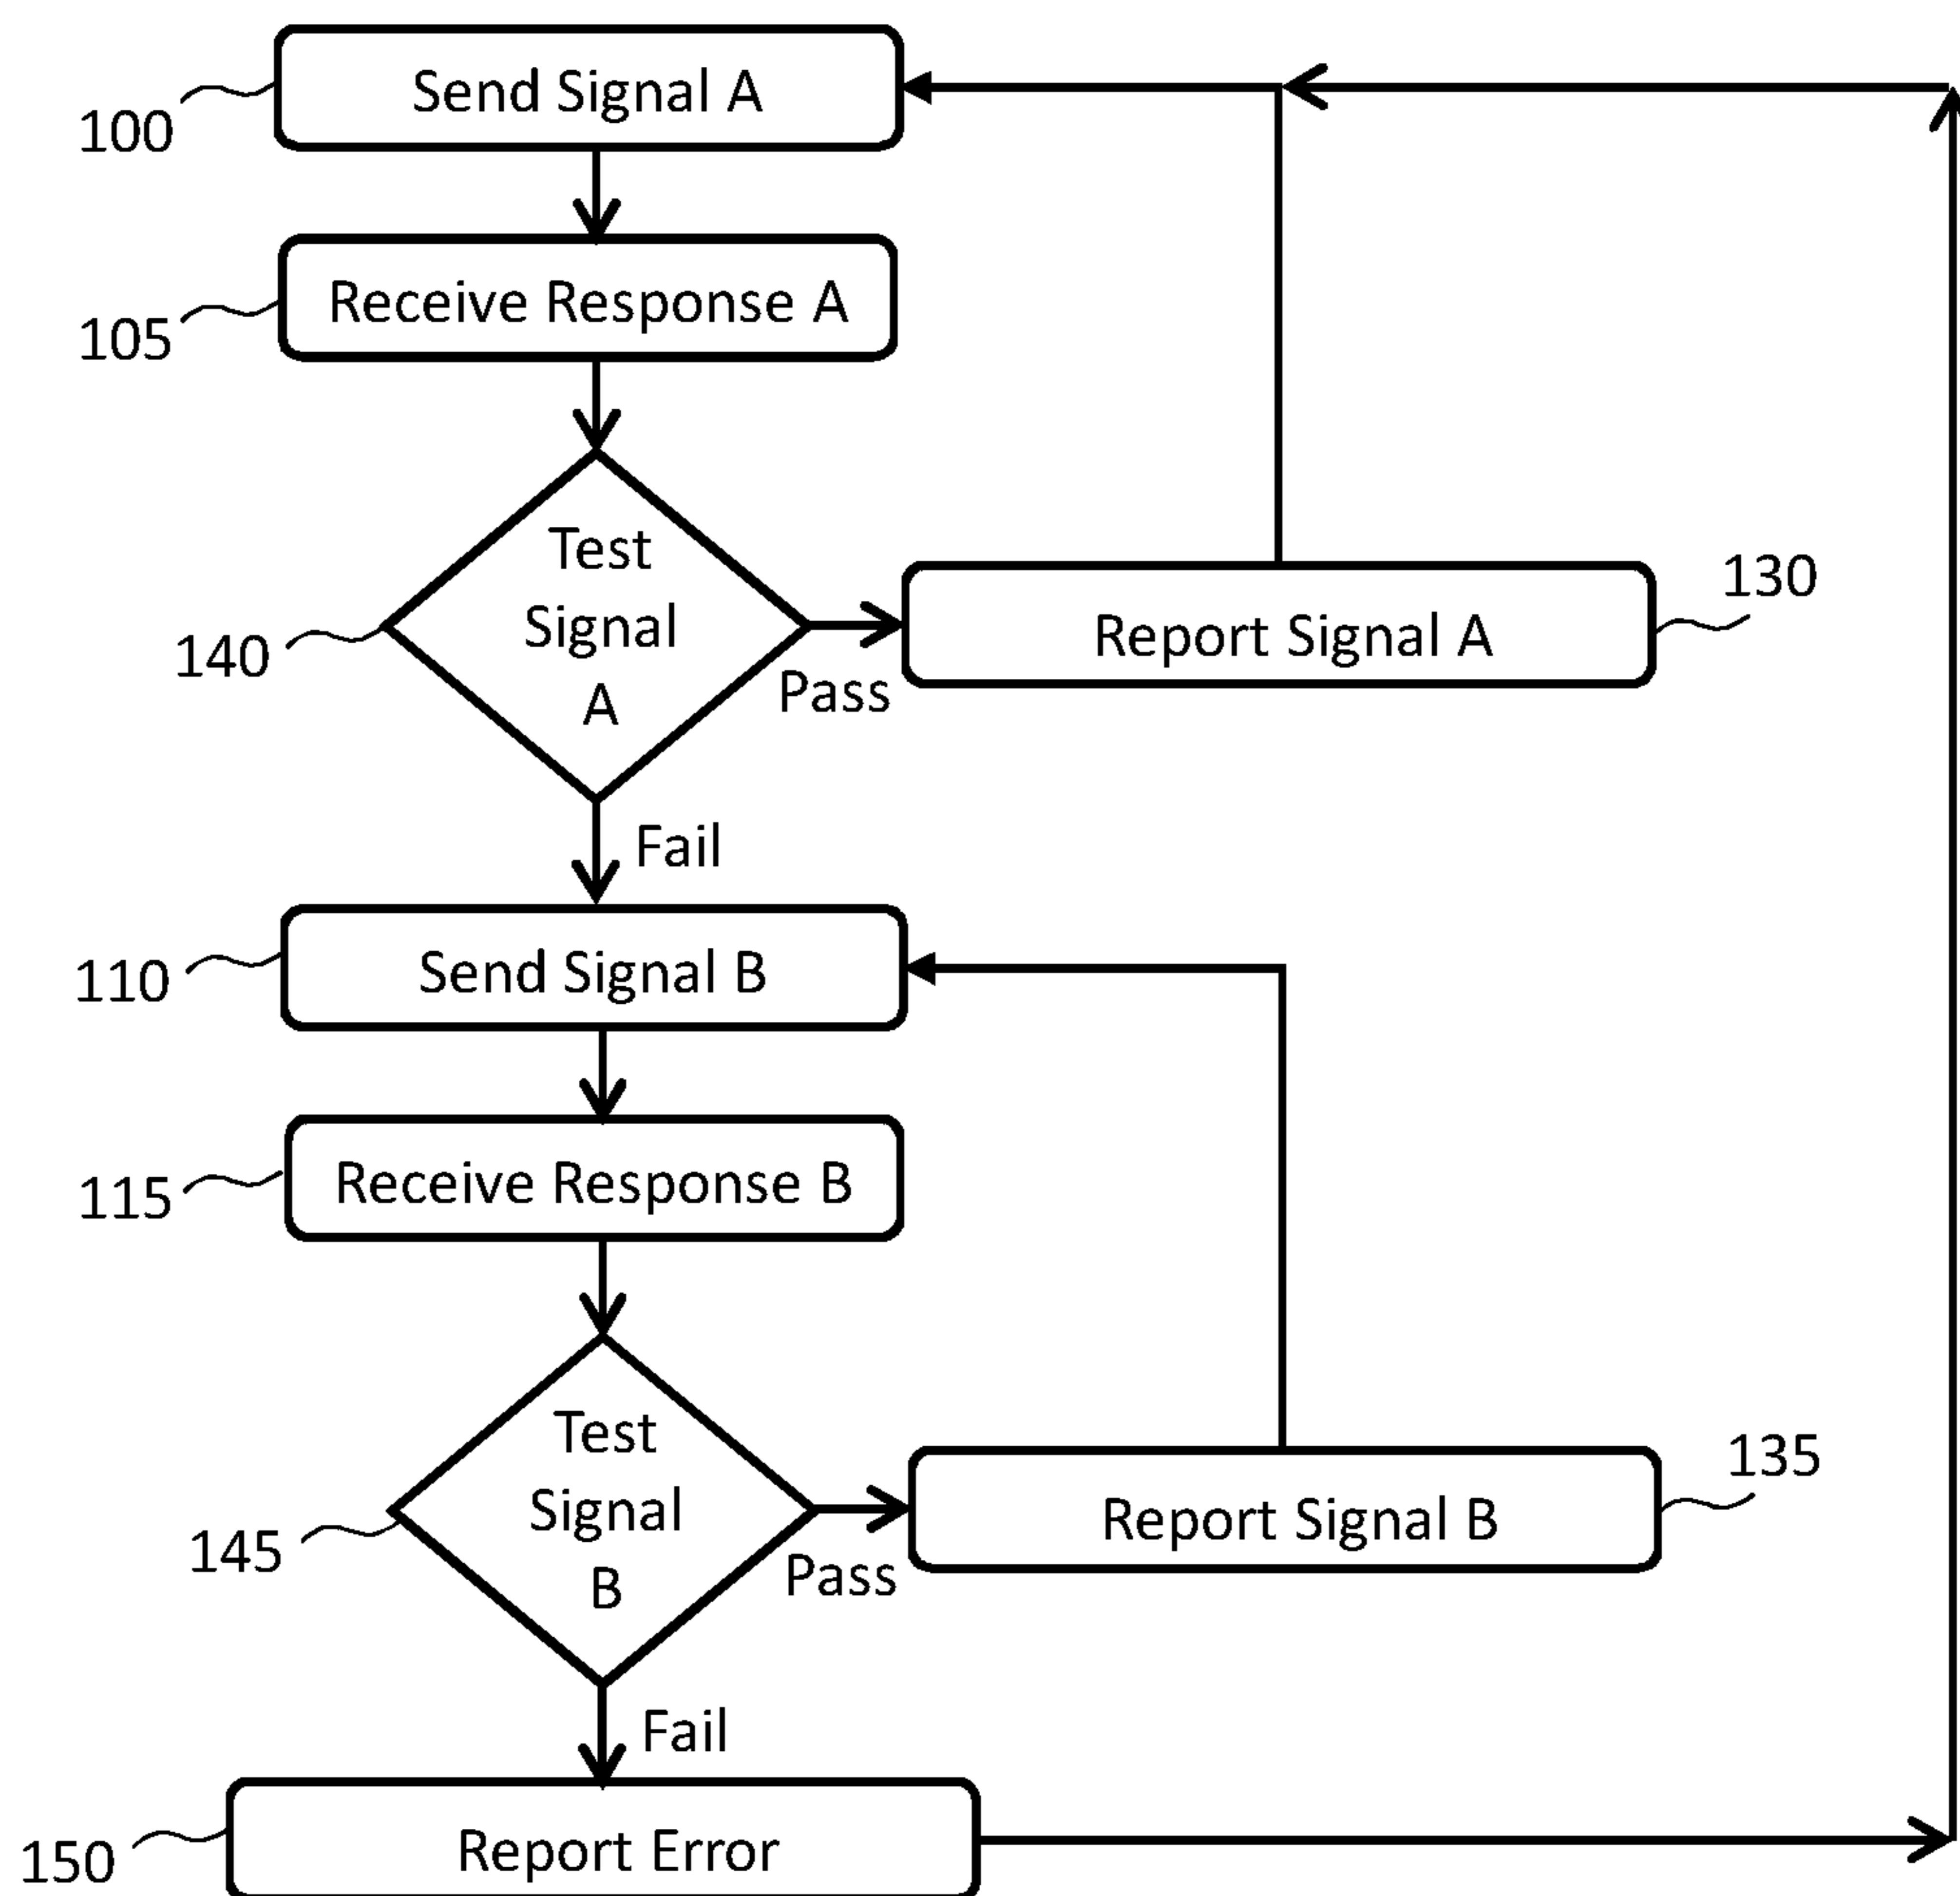 Send Signal A
100
Receive Response A
105
Test
Signal
A
140
Pass
Report Signal A
130
Fail
Send Signal B
110
Receive Response B
115
Test
Signal
B
145
Pass
Report Signal B
135
Fail
Report Error
150